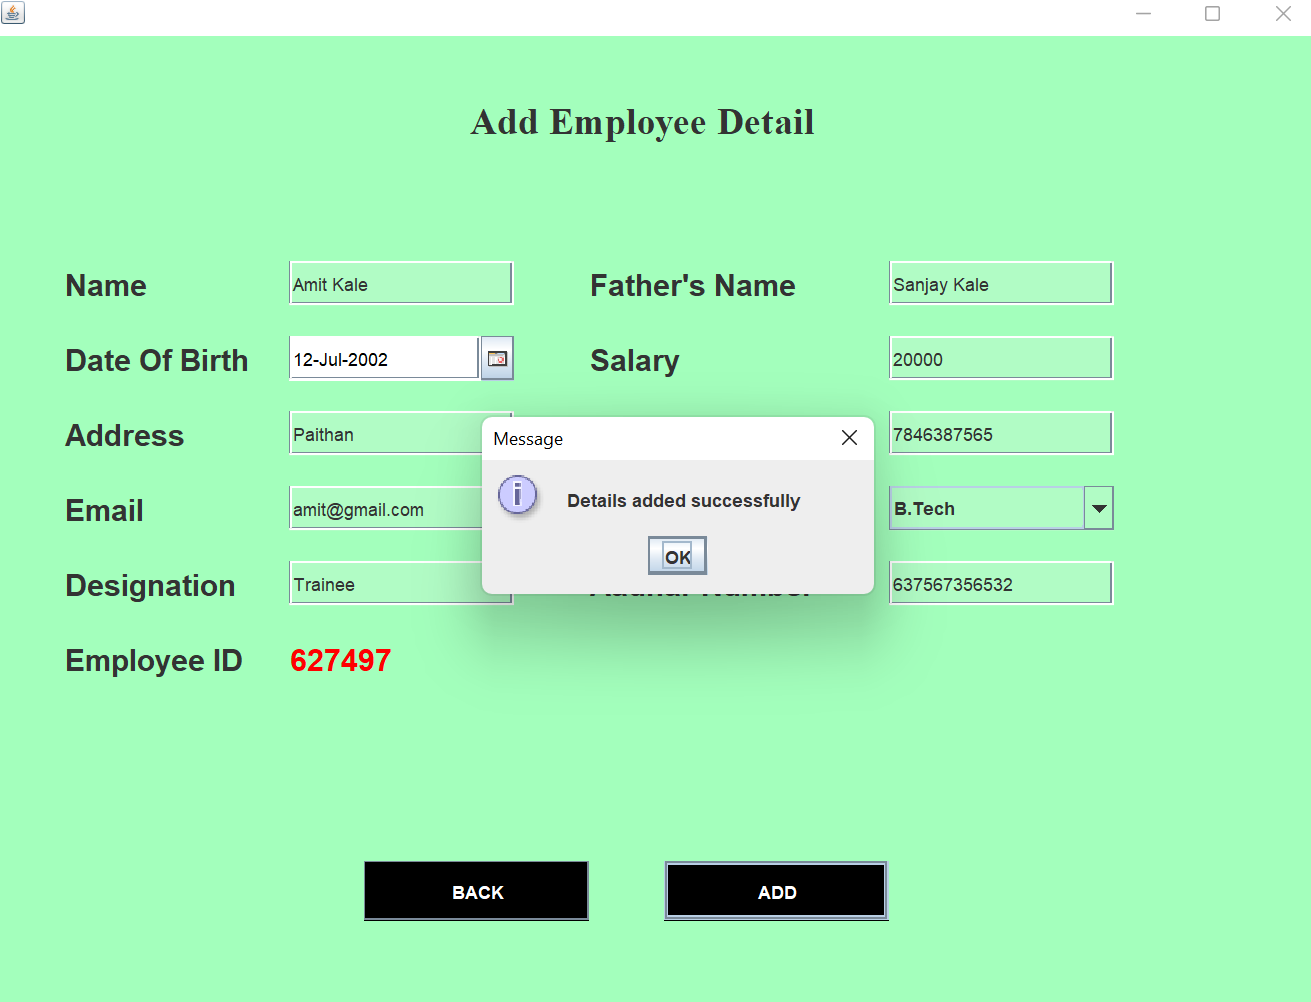 Add Employee Detail
Name Amit Kale Father's Name Sanjay Kale
Date Of Birth 12-Jul-2002 Salary 20000
Address Paithan 7846387565
Message
Email amit@gmail.com B.Tech
Details added successfully
OK
Designation Trainee Aadhar Number 637567356532
Employee ID 627497
BACK ADD